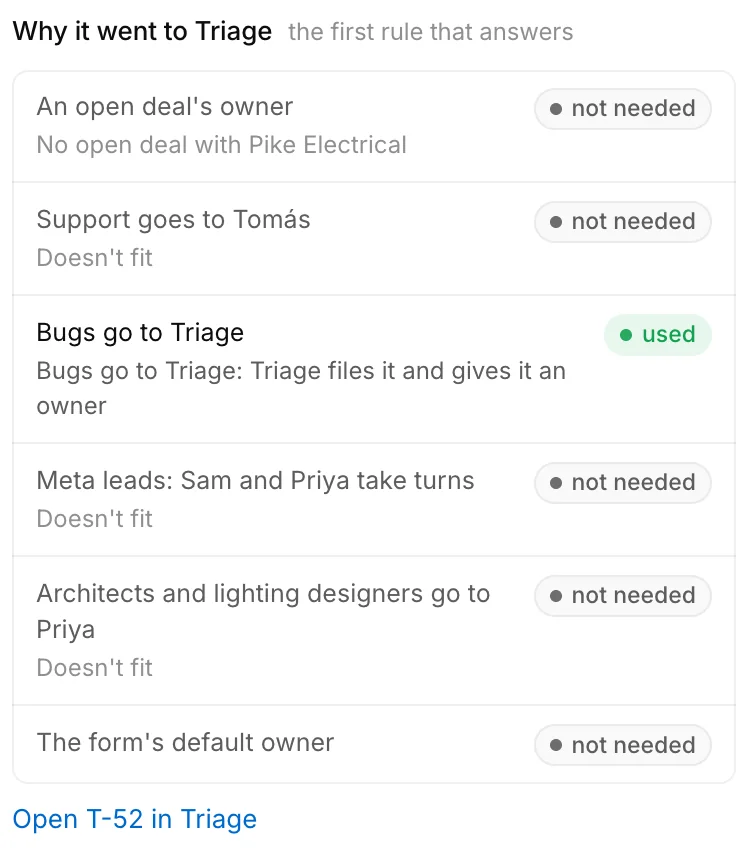 Why it went to Triage the first rule that answers
An open deal's owner
not needed
No open deal with Pike Electrical
Support goes to Tomás
not needed
Doesn't fit
Bugs go to Triage
used
Bugs go to Triage: Triage files it and gives it an
owner
Meta leads: Sam and Priya take turns
not needed
Doesn't fit
Architects and lighting designers go to
Priya
not needed
Doesn't fit
The form's default owner
not needed
Open T-52 in Triage